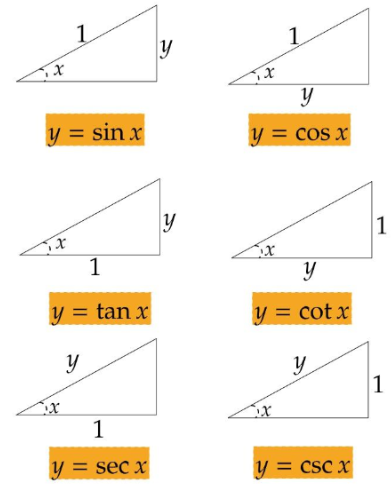 1
y
x
y = sin x
1
x
y
y = cos x
y
x
1
y = tan x
1
x
y
y = cot x
y
x
1
y = sec x
y
1
x
y = csc x